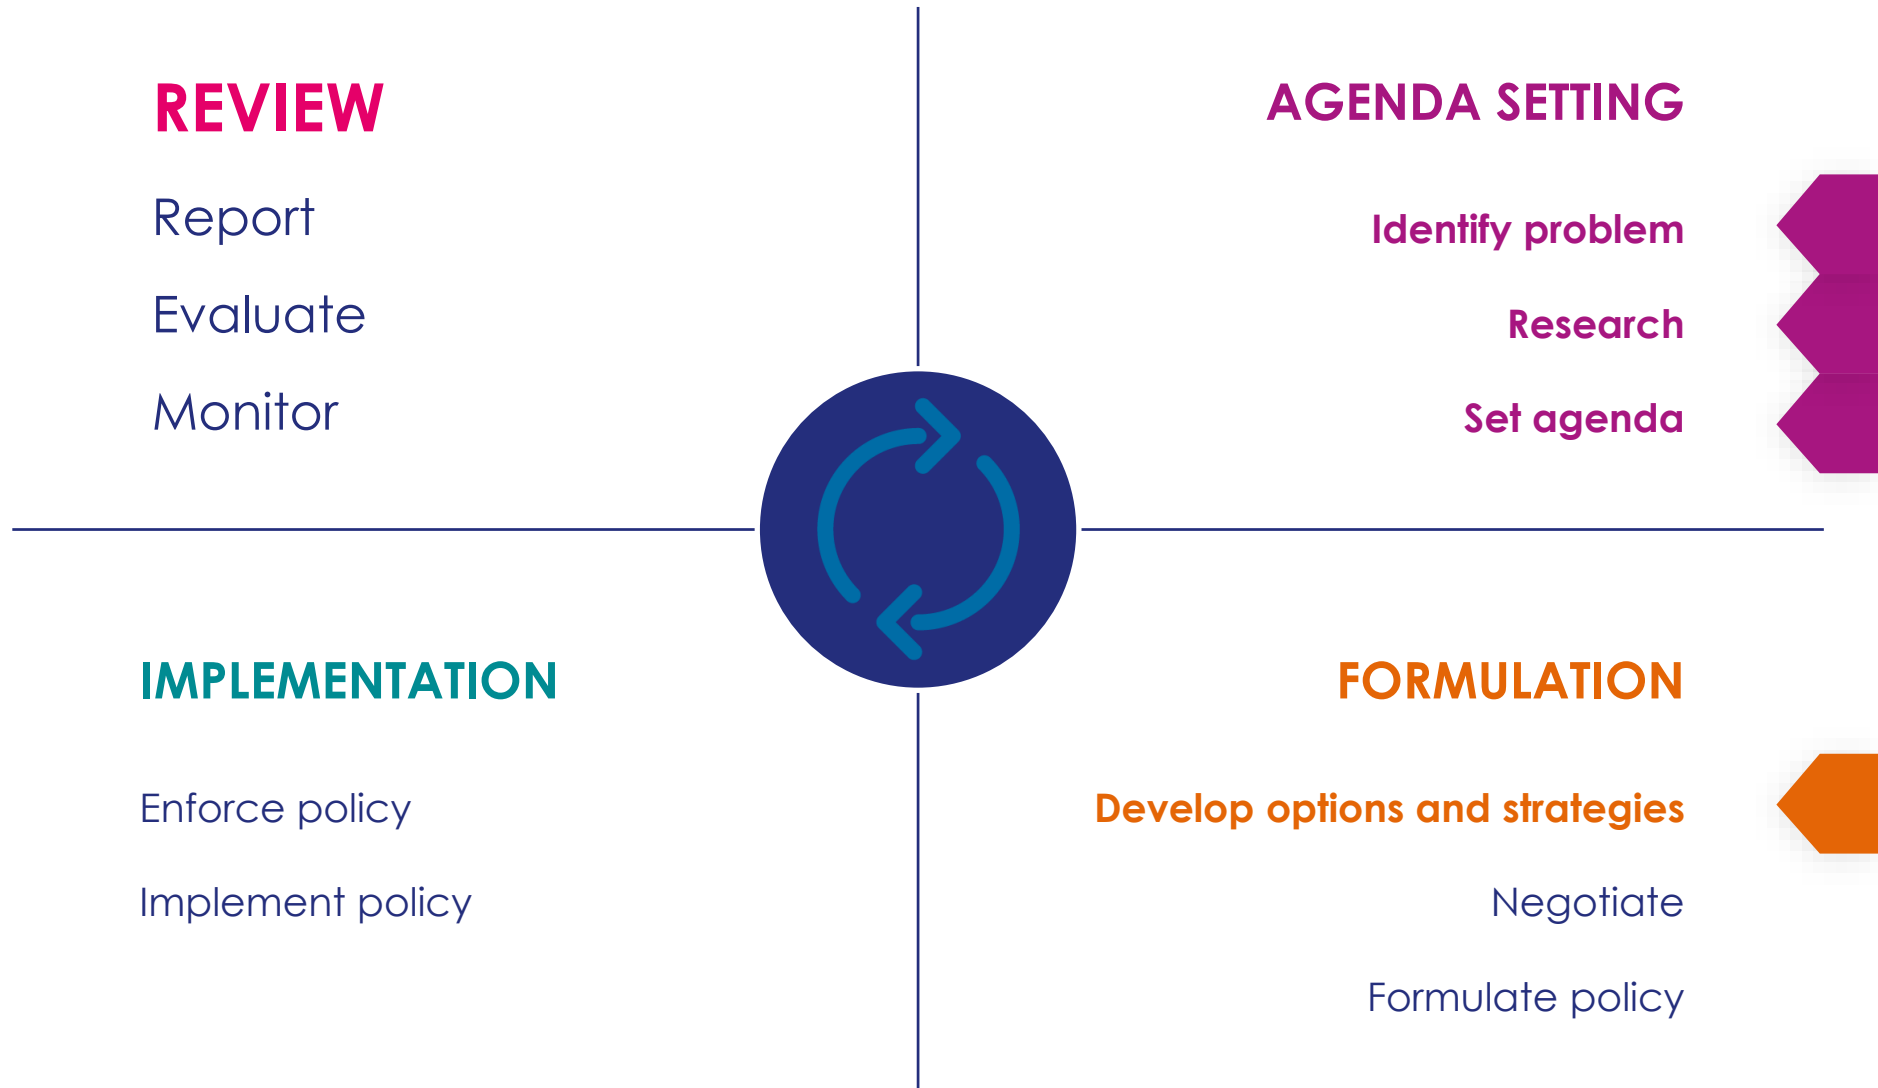 REVIEW
Report
Evaluate
Monitor
AGENDA SETTING
Identify problem
Research
Set agenda
IMPLEMENTATION
Enforce policy
Implement policy
FORMULATION
Develop options and strategies
Negotiate
Formulate policy